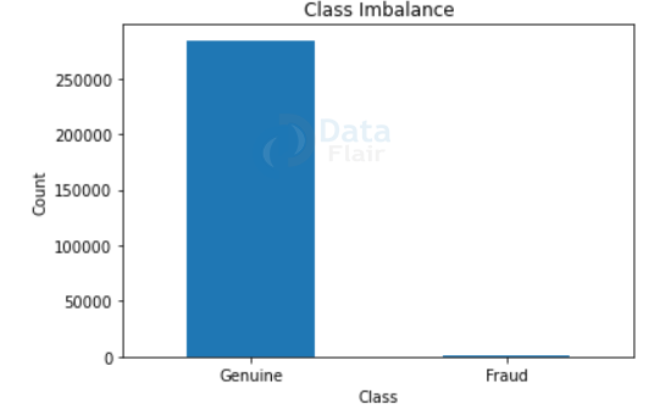 Class Imbalance
250000
200000
150000
100000
50000
0
Count
Data
Flair
Genuine
Fraud
Class